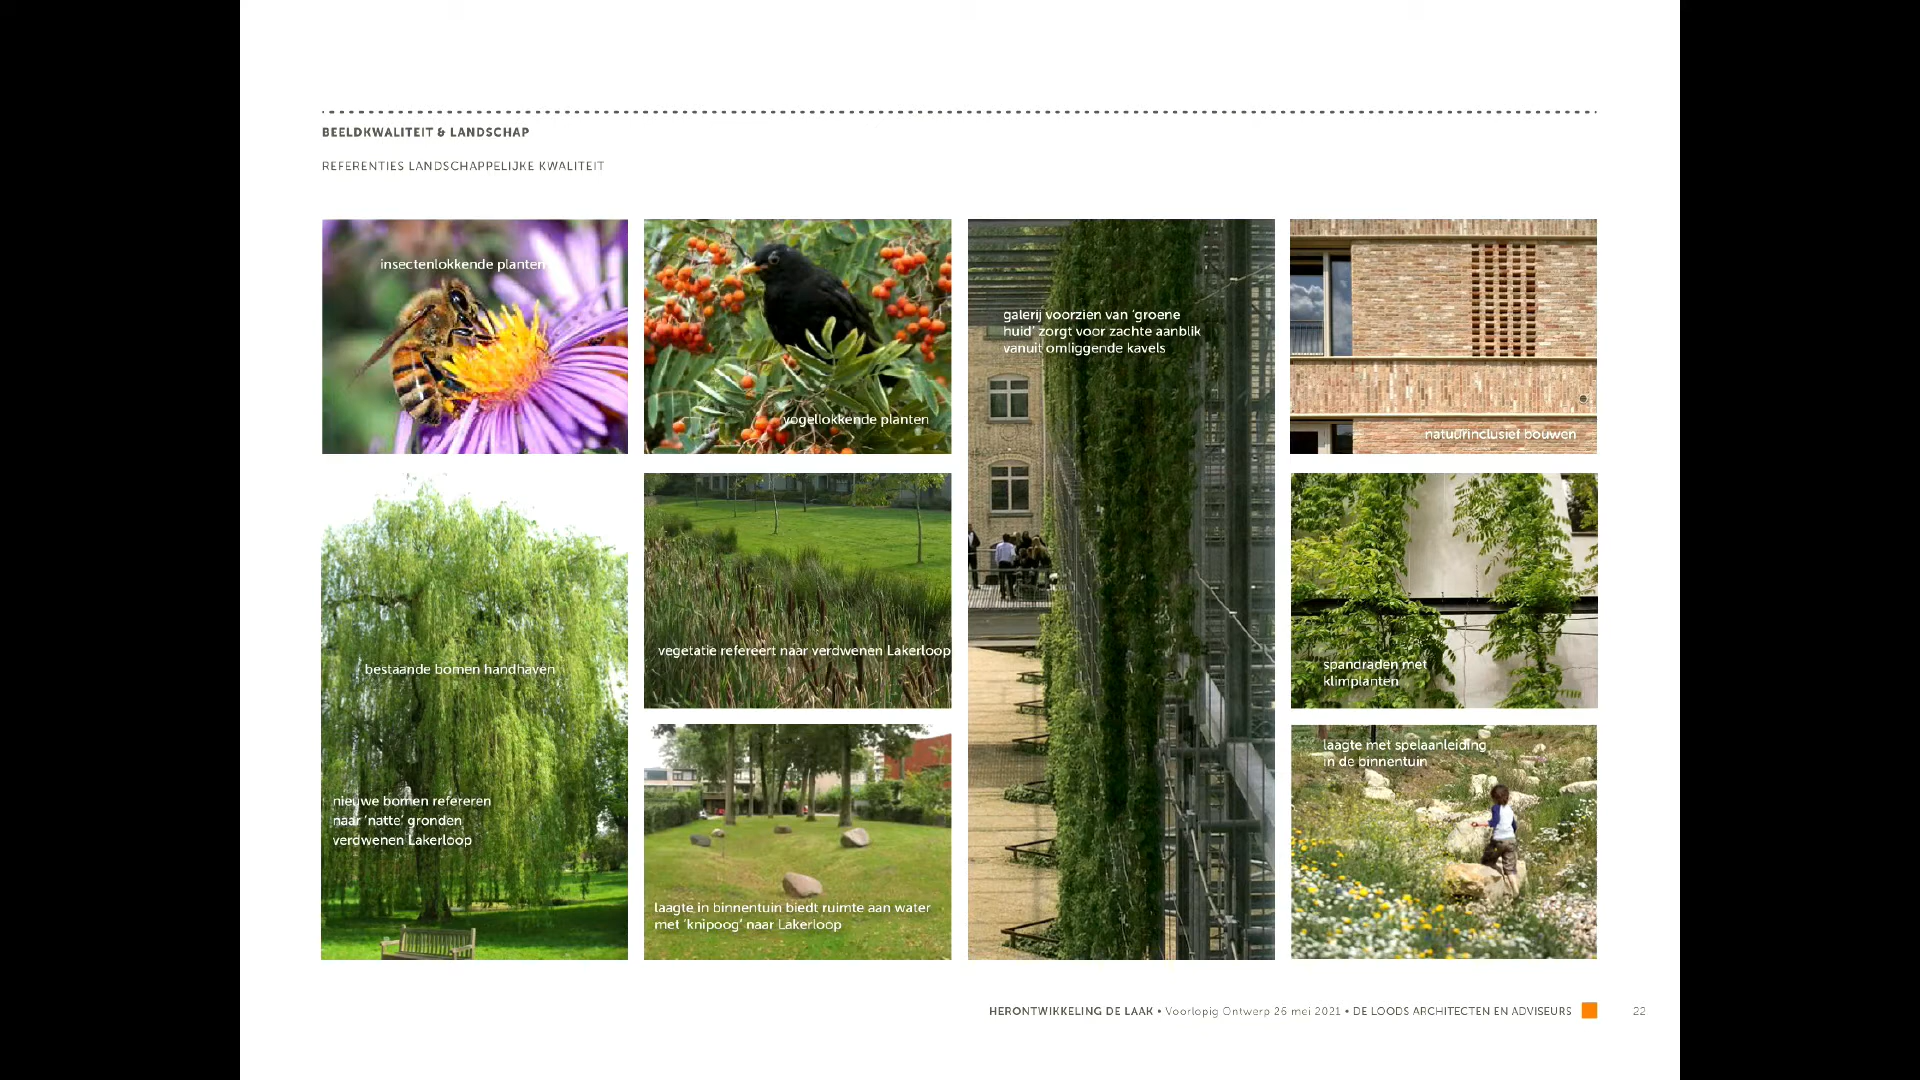 BEELDKWALITEIT & LANDSCHAP
REFERENTIES LANDSCHAPPELIJKE KWALITEIT
insectenlokkende planten
vogellokkende planten
galerij voorzien van ‘groene
huid’ zorgt voor zachte aanblik
vanuit omliggende kavels
natuurinclusief bouwen
bestaande bomen handhaven
nieuwe bomen refereren
naar ‘natte’ gronden
verdwenen Lakerloop
vegetatie refereert naar verdwenen Lakerloop
spandraden met
klimplanten
laagte in binnentuin biedt ruimte aan water
met ‘knipoog’ naar Lakerloop
laagte met spelaanleiding
in de binnentuin
HERONTWIKKELING DE LAAK • Voorlopig Ontwerp 26 mei 2021 • DE LOODS ARCHITECTEN EN ADVISEURS 22